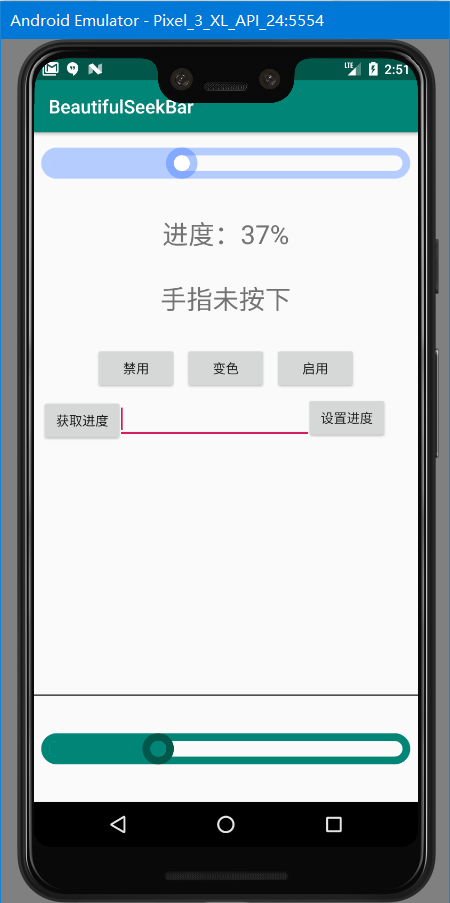 Android Emulator - Pixel_3_XL_API_24:5554
LTE 2:51
BeautifulSeekBar
进度：37%
手指未按下
禁用 变色 启用
获取进度 设置进度